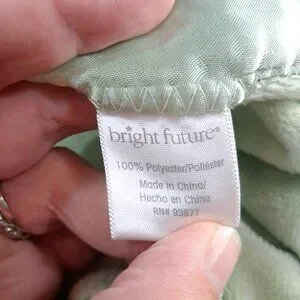 bright future®
100% Polyester/Poliéster
Made in China/
Hecho en China
RN# 93677